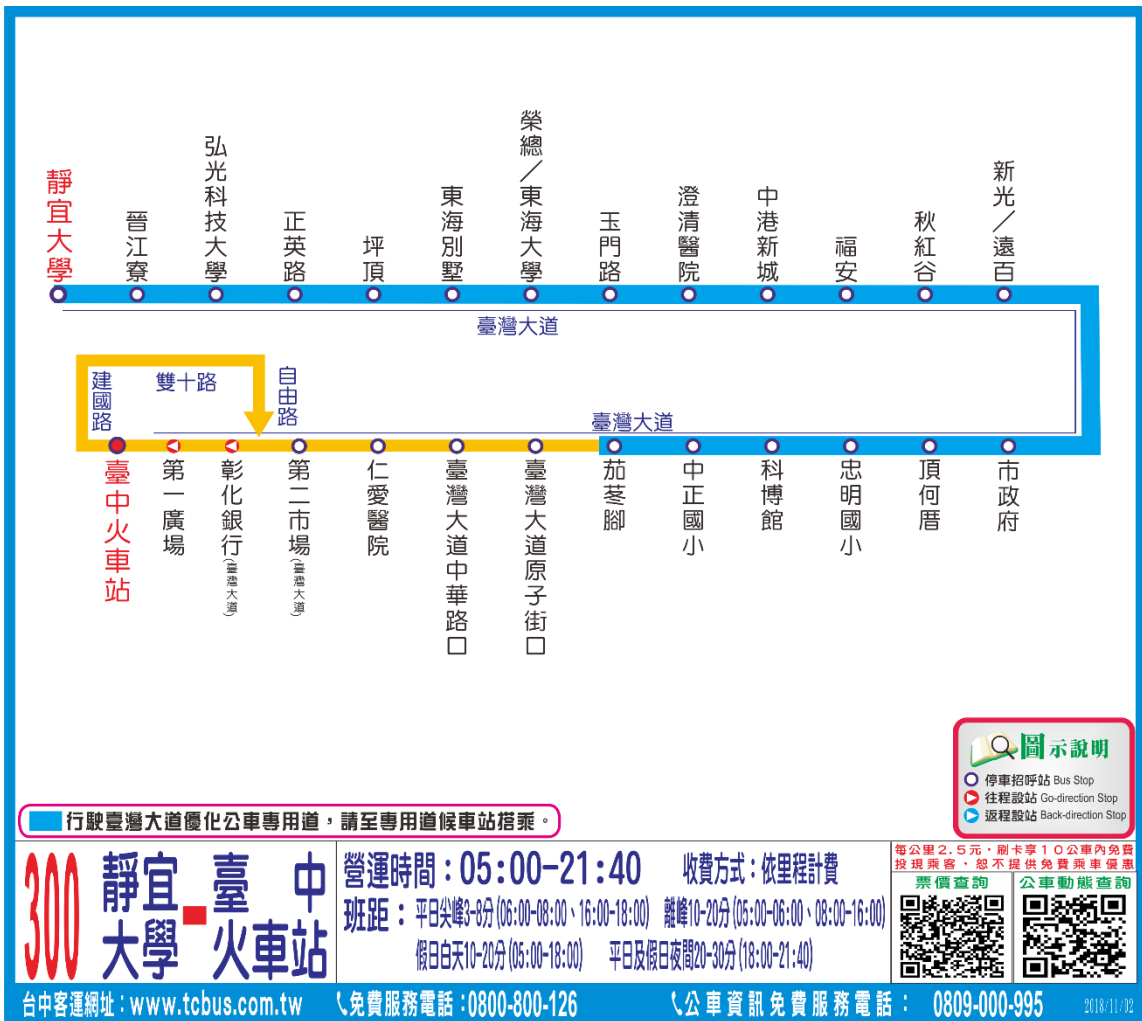 靜宜大學
晉江寮
弘光科技大學
正英路
坪頂
東海別墅
榮總／東海大學
玉門路
澄清醫院
中港新城
福安
秋紅谷
新光／遠百
臺灣大道
建國路
雙十路
自由路
臺灣大道
臺中火車站
第一廣場
彰化銀行(臺灣大道)
第二市場(臺灣大道)
仁愛醫院
臺灣大道中華路口
臺灣大道原子街口
茄苳腳
中正國小
科博館
忠明國小
頂何厝
市政府
圖示說明
停車招呼站 Bus Stop
往程設站 Go-direction Stop
返程設站 Back-direction Stop
行駛臺灣大道優化公車專用道，請至專用道候車站搭乘。
300
靜宜大學-臺中火車站
營運時間：05:00-21:40 收費方式：依里程計費
班距：平日尖峰3-8分(06:00-08:00、16:00-18:00) 離峰10-20分(05:00-06:00、08:00-16:00)
假日白天10-20分(05:00-18:00) 平日及假日夜間20-30分(18:00-21:40)
每公里2.5元，刷卡享10公車內免費
投現乘客，恕不提供免費乘車優惠
票價查詢
公車動態查詢
台中客運網址：www.tcbus.com.tw 免費服務電話：0800-800-126 公車資訊免費服務電話：0809-000-995 2018/11/02